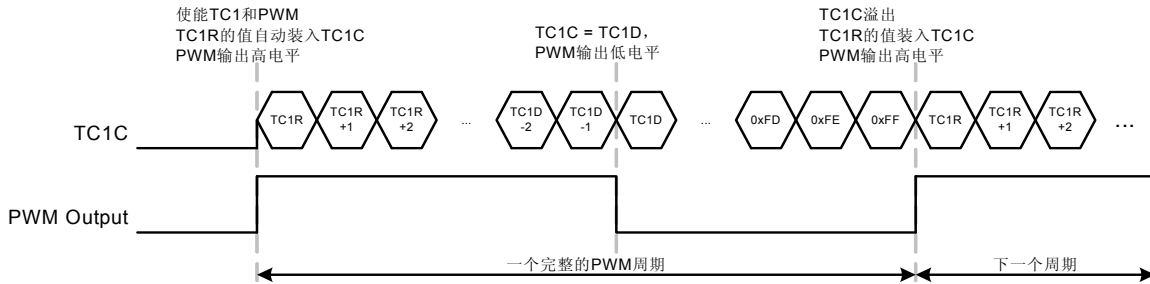 使能TC1和PWM
TC1R的值自动装入TC1C
PWM输出高电平
TC1C = TC1D，
PWM输出低电平
TC1C溢出
TC1R的值装入TC1C
PWM输出高电平
TC1C
TC1R
TC1R
+1
TC1R
+2
...
TC1D
-2
TC1D
-1
TC1D
...
0xFD
0xFE
0xFF
TC1R
TC1R
+1
TC1R
+2
...
PWM Output
一个完整的PWM周期
下一个周期